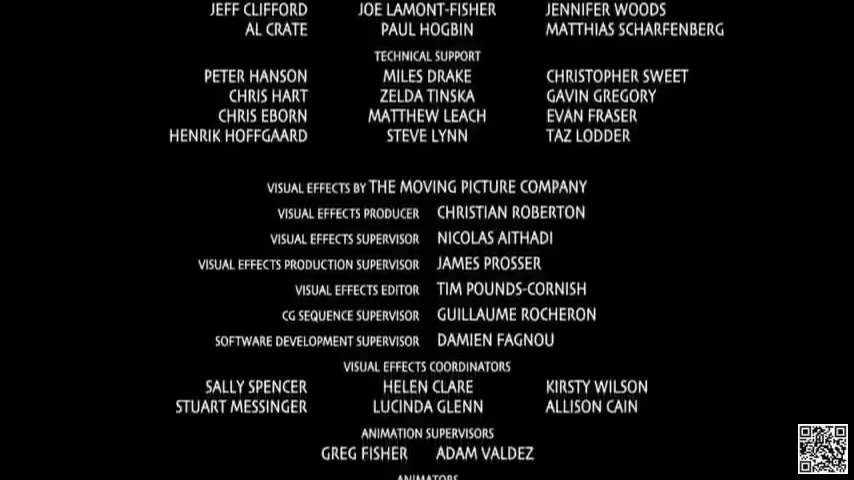 JEFF CLIFFORD JOE LAMONT-FISHER JENNIFER WOODS
AL CRATE PAUL HOGBIN MATTHIAS SCHARFENBERG
TECHNICAL SUPPORT
PETER HANSON MILES DRAKE CHRISTOPHER SWEET
CHRIS HART ZELDA TINSKA GAVIN GREGORY
CHRIS EBORN MATTHEW LEACH EVAN FRASER
HENRIK HOFFGAARD STEVE LYNN TAZ LODDER
VISUAL EFFECTS BY THE MOVING PICTURE COMPANY
VISUAL EFFECTS PRODUCER CHRISTIAN ROBERTON
VISUAL EFFECTS SUPERVISOR NICOLAS AITHADI
VISUAL EFFECTS PRODUCTION SUPERVISOR JAMES PROSSER
VISUAL EFFECTS EDITOR TIM POUNDS-CORNISH
CG SEQUENCE SUPERVISOR GUILLAUME ROCHERON
SOFTWARE DEVELOPMENT SUPERVISOR DAMIEN FAGNOU
VISUAL EFFECTS COORDINATORS
SALLY SPENCER HELEN CLARE KIRSTY WILSON
STUART MESSINGER LUCINDA GLENN ALLISON CAIN
ANIMATION SUPERVISORS
GREG FISHER ADAM VALDEZ
ANIMATORS